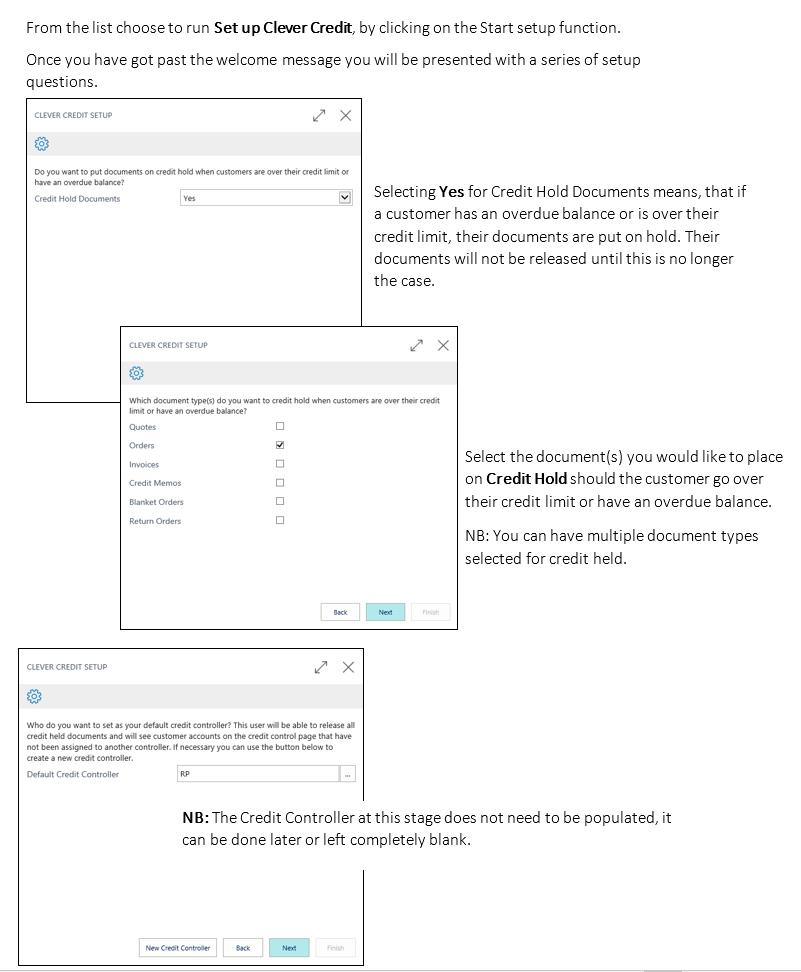 From the list choose to run Set up Clever Credit, by clicking on the Start setup function.
Once you have got past the welcome message you will be presented with a series of setup
questions.
CLEVER CREDIT SETUP
Do you want to put documents on credit hold when customers are over their credit limit or
have an overdue balance?
Credit Hold Documents Yes
Selecting Yes for Credit Hold Documents means, that if
a customer has an overdue balance or is over their
credit limit, their documents are put on hold. Their
documents will not be released until this is no longer
the case.
CLEVER CREDIT SETUP
Which document type(s) do you want to credit hold when customers are over their credit
limit or have an overdue balance?
Quotes
Orders
Invoices
Credit Memos
Blanket Orders
Return Orders
Back Next Finish
Select the document(s) you would like to place
on Credit Hold should the customer go over
their credit limit or have an overdue balance.
NB: You can have multiple document types
selected for credit held.
CLEVER CREDIT SETUP
Who do you want to set as your default credit controller? This user will be able to release all
credit held documents and will see customer accounts on the credit control page that have
not been assigned to another controller. If necessary you can use the button below to
create a new credit controller.
Default Credit Controller RP ...
NB: The Credit Controller at this stage does not need to be populated, it
can be done later or left completely blank.
New Credit Controller Back Next Finish